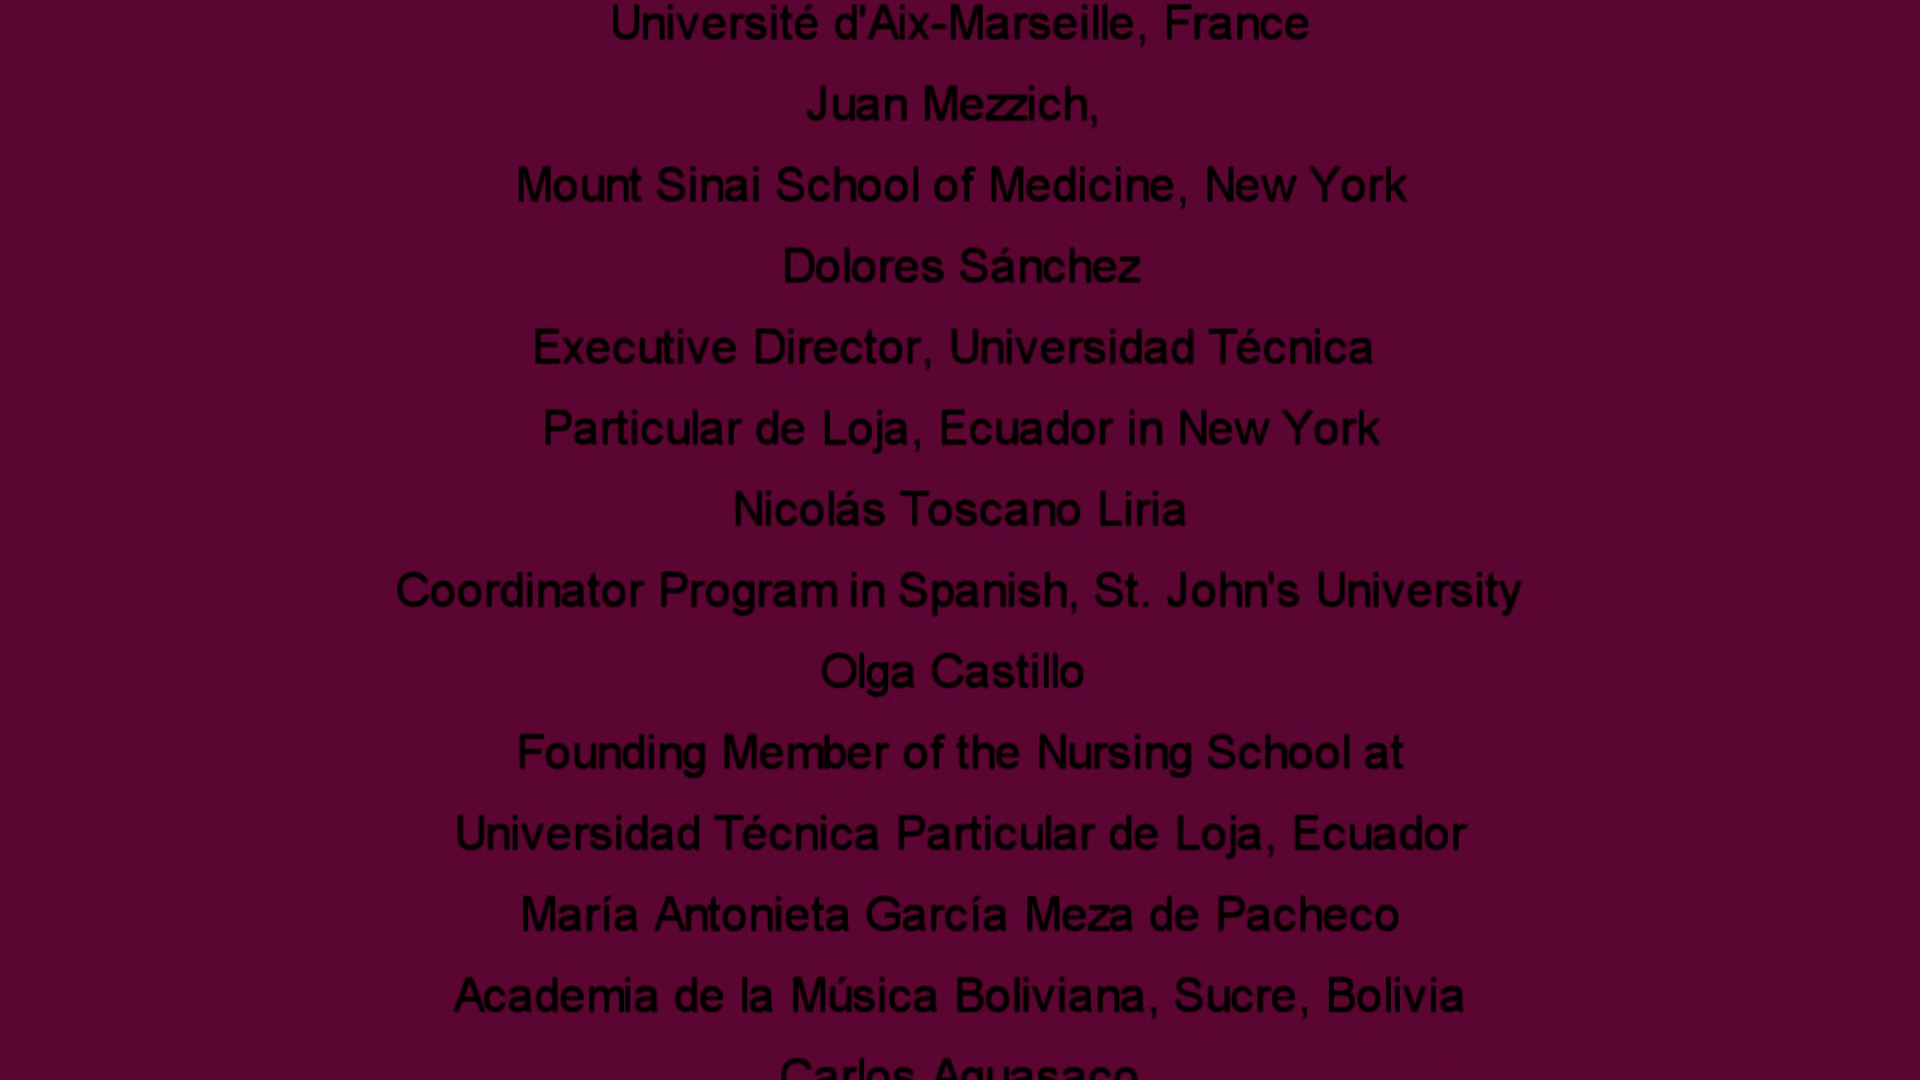 Université d'Aix-Marseille, France
Juan Mezzich,
Mount Sinai School of Medicine, New York
Dolores Sánchez
Executive Director, Universidad Técnica
Particular de Loja, Ecuador in New York
Nicolás Toscano Liria
Coordinator Program in Spanish, St. John's University
Olga Castillo
Founding Member of the Nursing School at
Universidad Técnica Particular de Loja, Ecuador
María Antonieta García Meza de Pacheco
Academia de la Música Boliviana, Sucre, Bolivia
Carlos Aguasaco